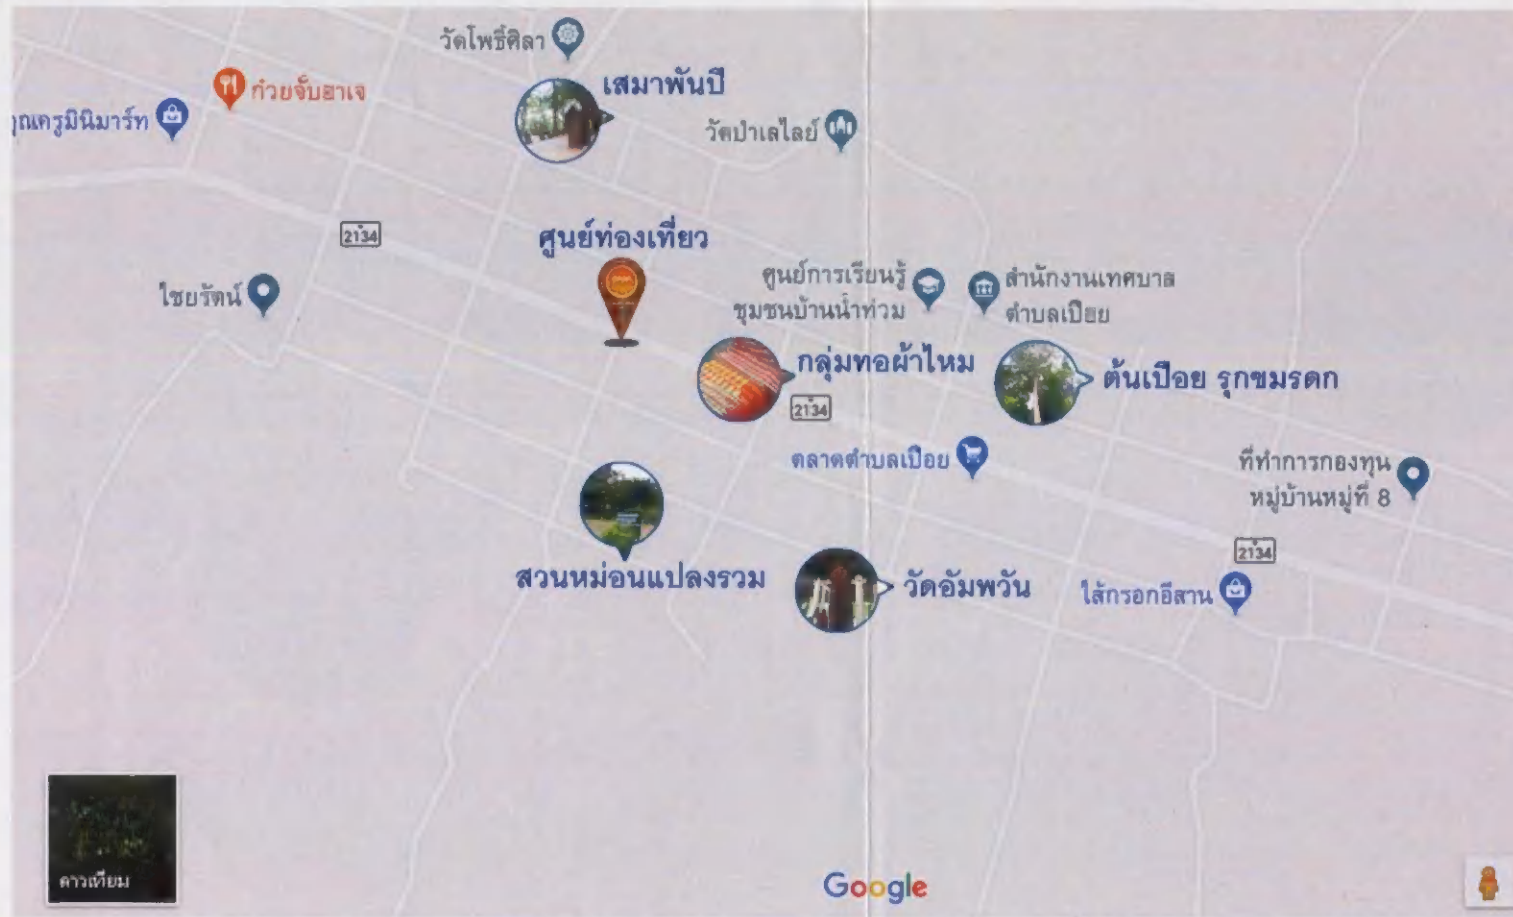 วัดโพธิ์ศิลา
เสมาพันปี
ก๋วยจั๊บฮาเจ
ุณครูมินิมาร์ท
วัดป่าเลไลย์
2134
ศูนย์ท่องเที่ยว
ไชยรัตน์
ศูนย์การเรียนรู้
ชุมชนบ้านน้ำท่วม
สำนักงานเทศบาล
ตำบลเปือย
กลุ่มทอผ้าไหม
ต้นเปือย รุกขมรดก
2134
ตลาดตำบลเปือย
ที่ทำการกองทุน
หมู่บ้านหมู่ที่ 8
2134
สวนหม่อนแปลงรวม
วัดอัมพวัน
ไส้กรอกอีสาน
ดาวเทียม
Google